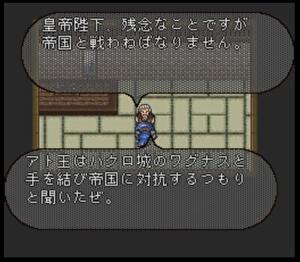 皇帝陛下、残念なことですが
帝国と戦わねばなりません。
アト王はハクロ城のワグナスと
手を結び帝国に対抗するつもり
と聞いたぜ。